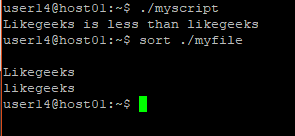 user14@host01:~$ ./myscript
Likegeeks is less than likegeeks
user14@host01:~$ sort ./myfile
Likegeeks
likegeeks
user14@host01:~$